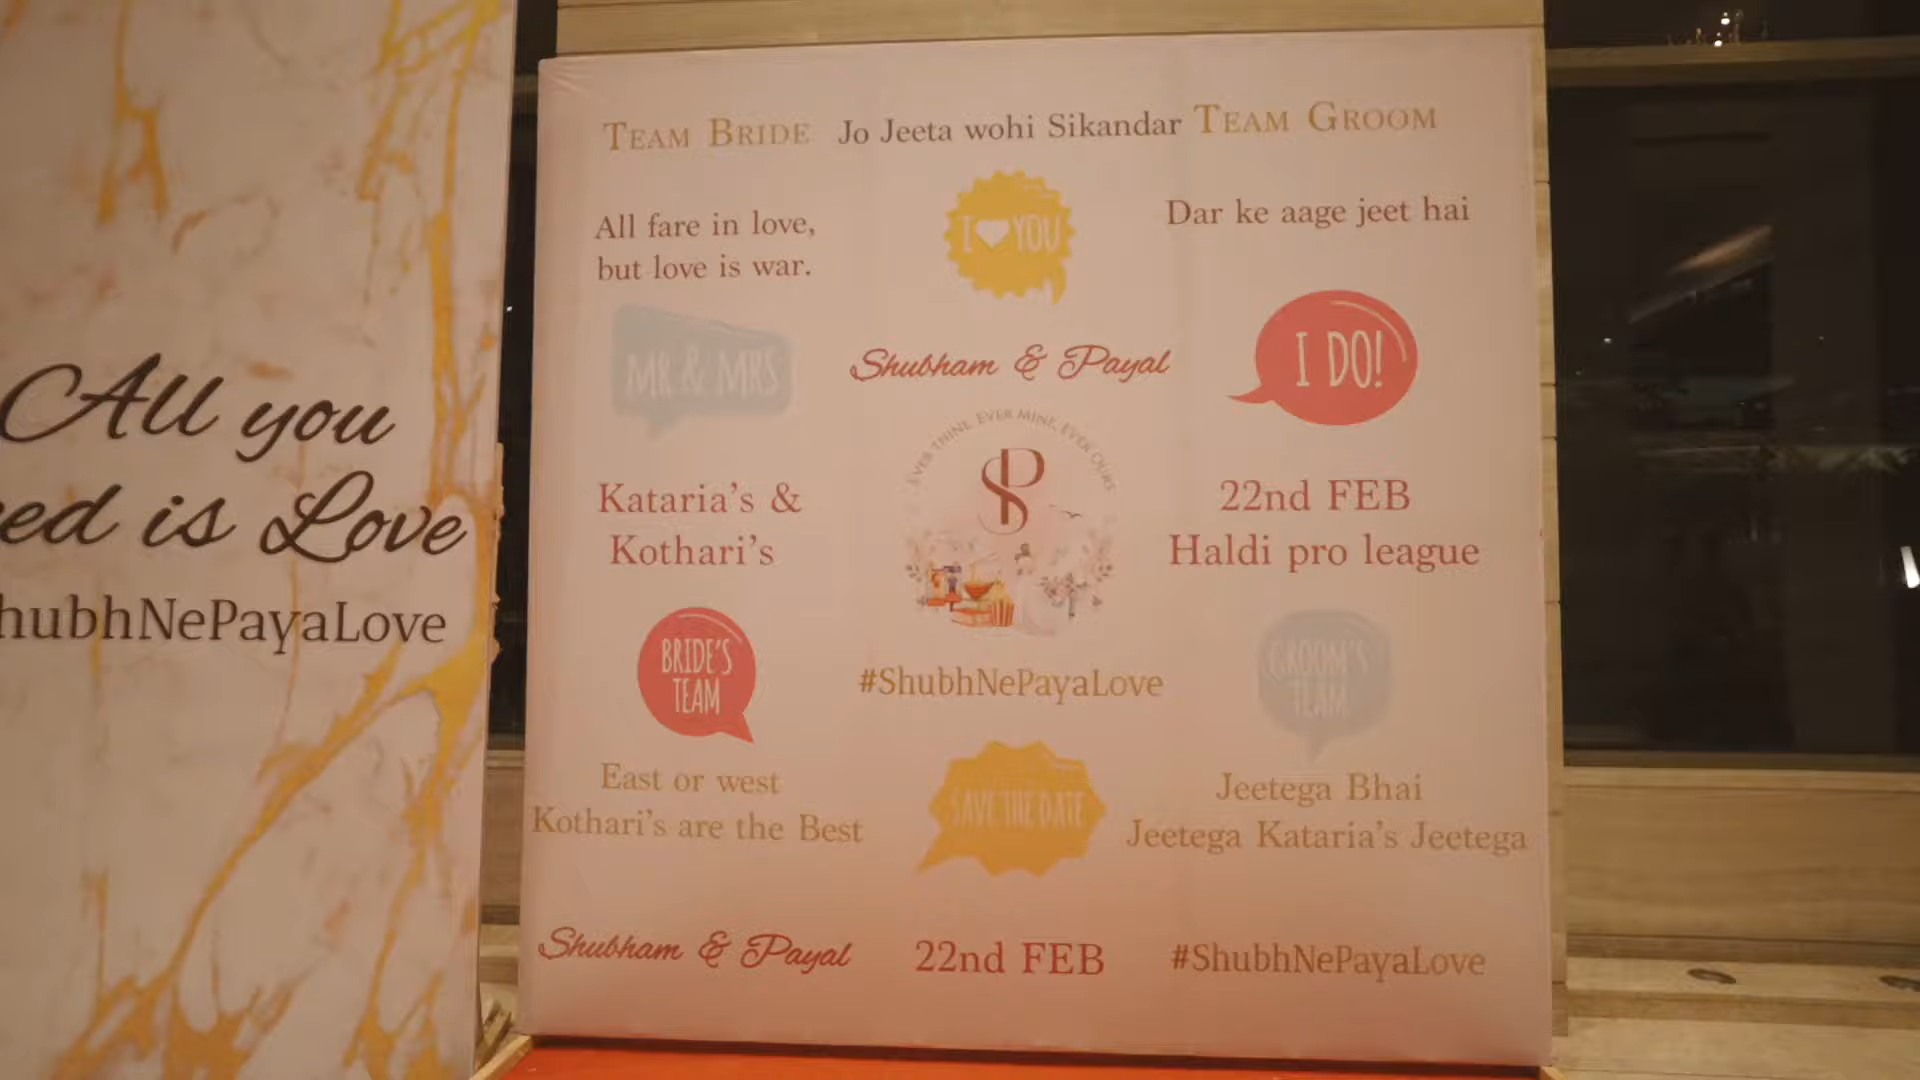 All you
ed is Love
hubhNePayaLove
TEAM BRIDE Jo Jeeta wohi Sikandar TEAM GROOM
All fare in love,
but love is war.
I YOU
Dar ke aage jeet hai
MR & MRS
Shubham & Payal
I DO!
EVER THINE, EVER MINE, EVER OURS
SP
Kataria's &
Kothari's
22nd FEB
Haldi pro league
BRIDE'S
TEAM
#ShubhNePayaLove
GROOM'S
TEAM
East or west
Kothari's are the Best
SAVE THE DATE
Jeetega Bhai
Jeetega Kataria's Jeetega
Shubham & Payal 22nd FEB #ShubhNePayaLove